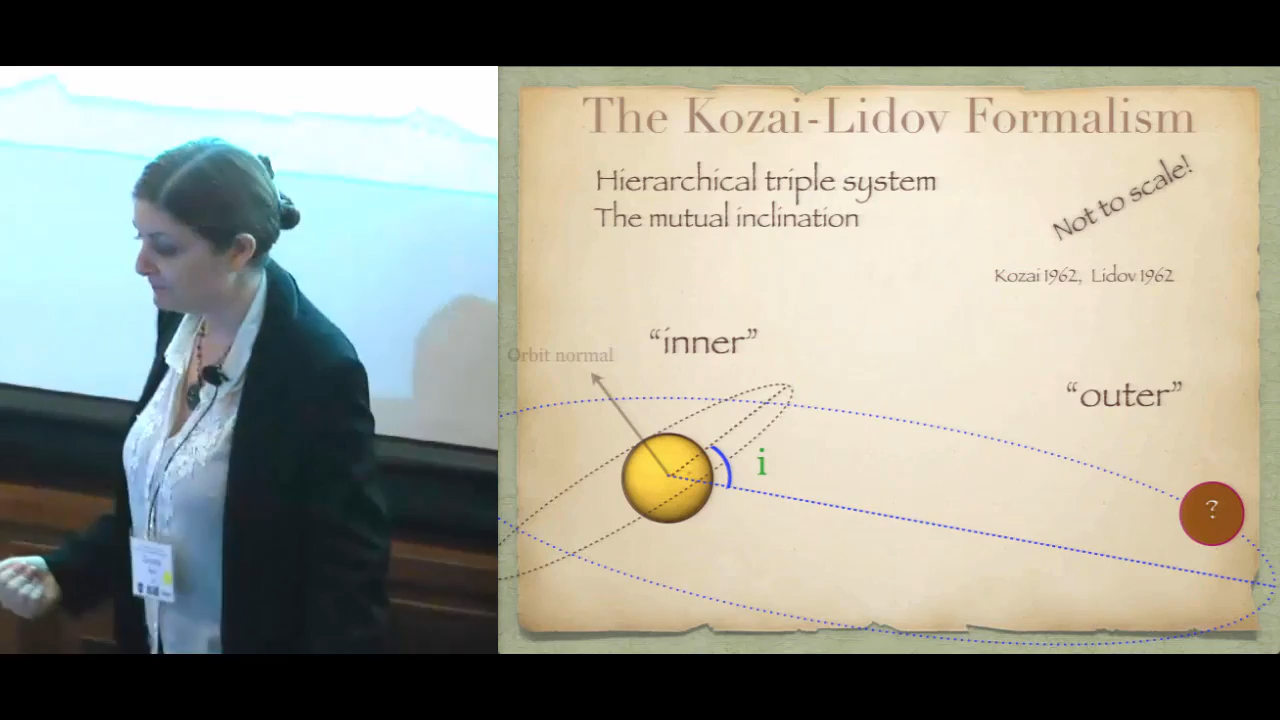 The Kozai-Lidov Formalism
Hierarchical triple system
The mutual inclination
Not to scale!
Kozai 1962, Lidov 1962
"inner"
Orbit normal
"outer"
i
?